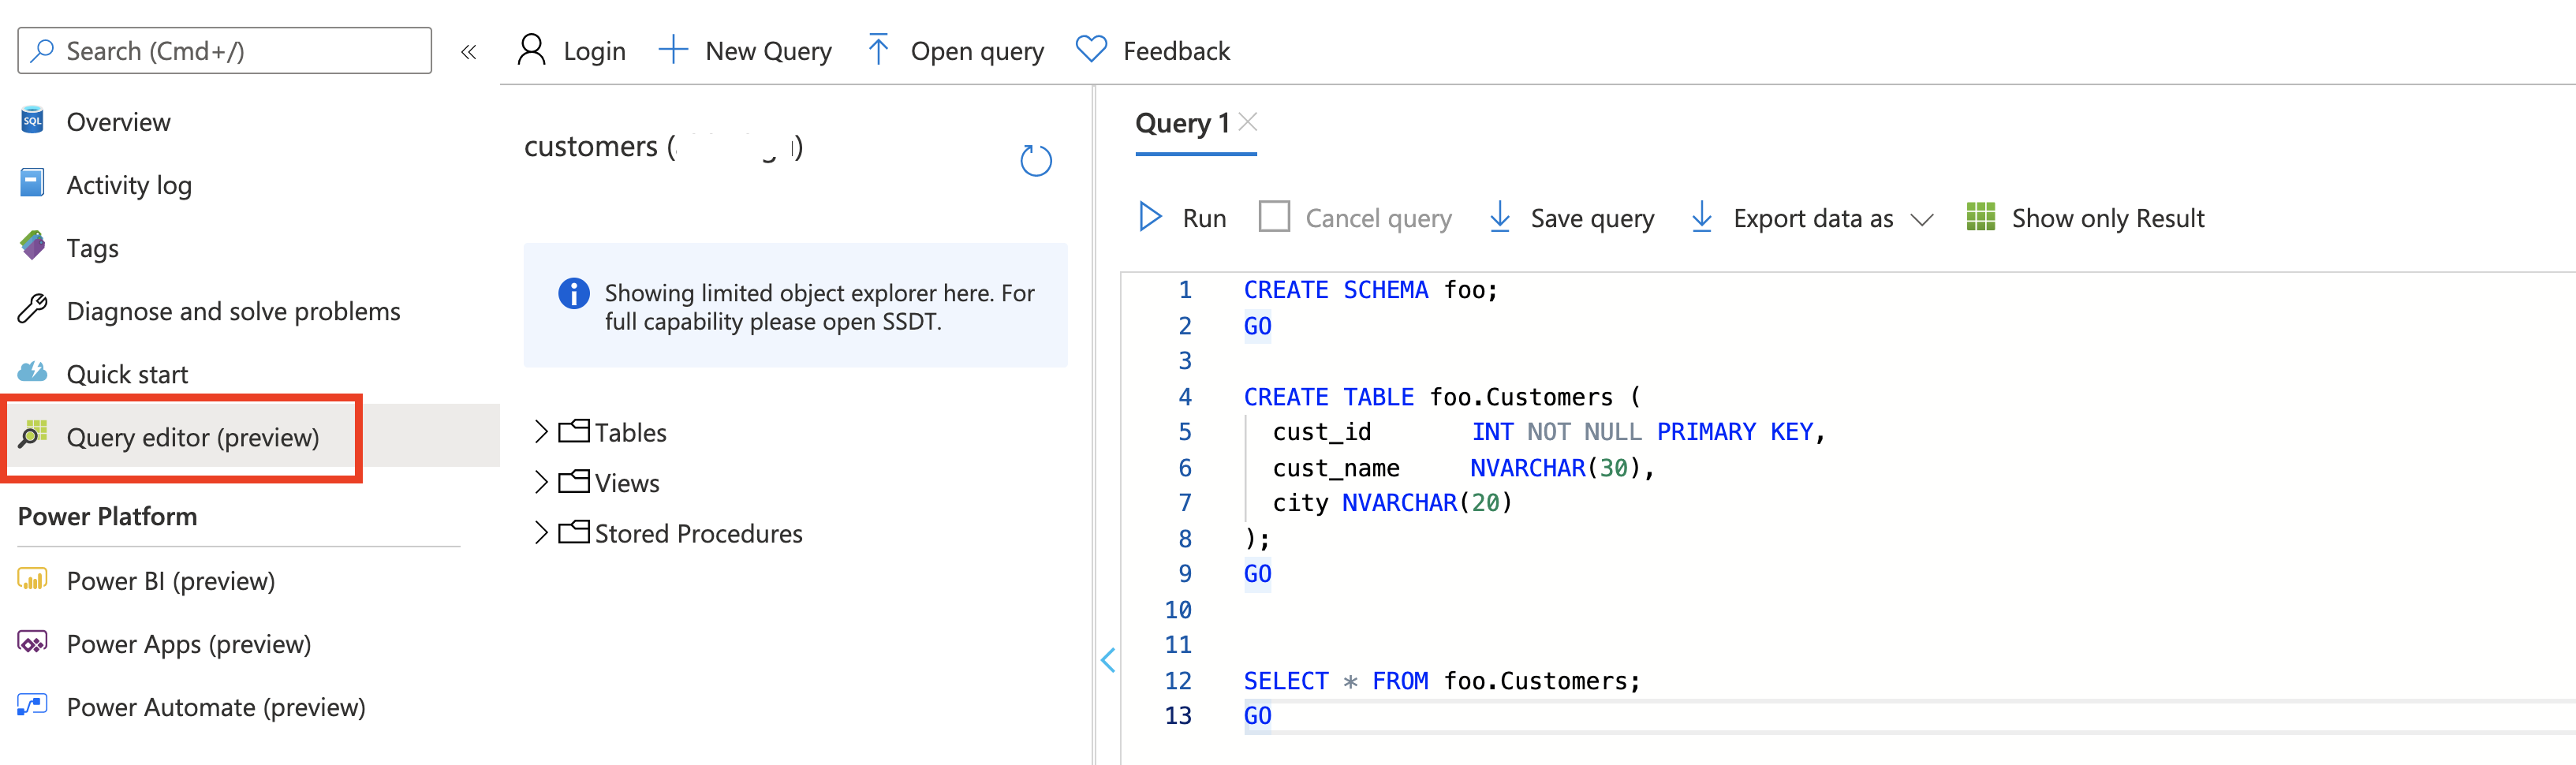 Search (Cmd+/)
«
Overview
Activity log
Tags
Diagnose and solve problems
Quick start
Query editor (preview)
Power Platform
Power BI (preview)
Power Apps (preview)
Power Automate (preview)
Login
New Query
Open query
Feedback
customers (
Showing limited object explorer here. For
full capability please open SSDT.
Tables
Views
Stored Procedures
Query 1
Run
Cancel query
Save query
Export data as
Show only Result
1 CREATE SCHEMA foo;
2 GO
3
4 CREATE TABLE foo.Customers (
5 cust_id INT NOT NULL PRIMARY KEY,
6 cust_name NVARCHAR(30),
7 city NVARCHAR(20)
8 );
9 GO
10
11
12 SELECT * FROM foo.Customers;
13 GO